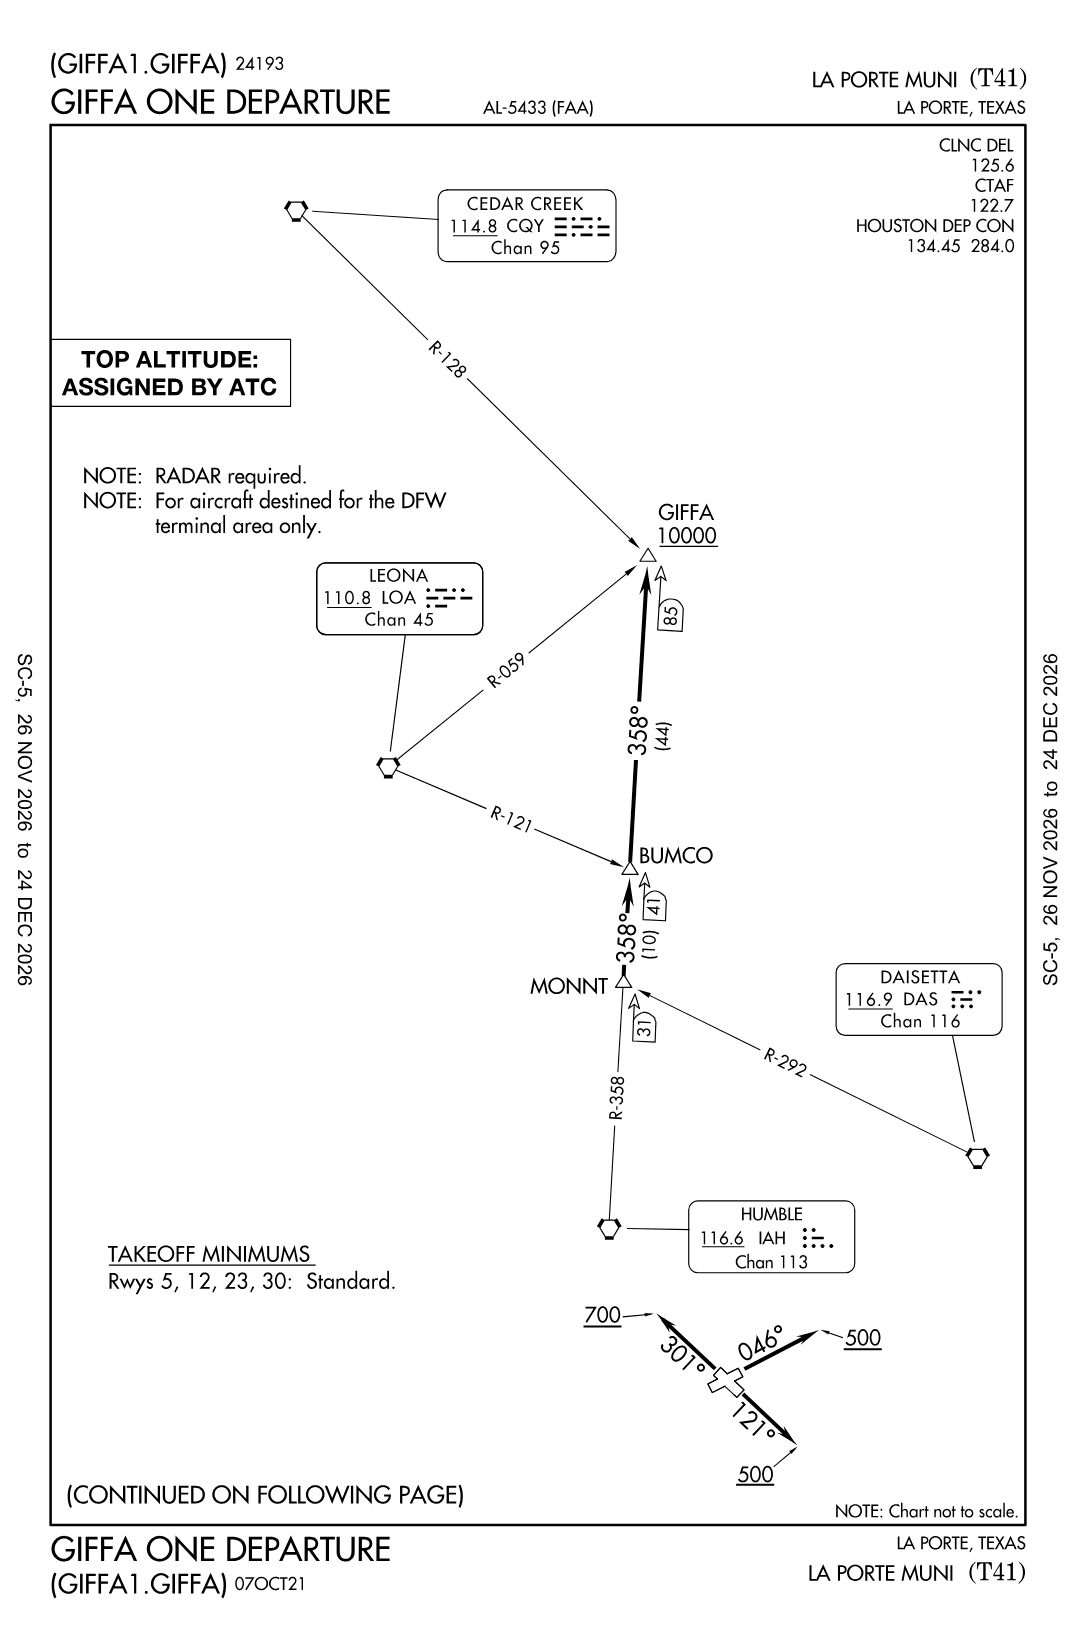 (GIFFA1.GIFFA) 24193
GIFFA ONE DEPARTURE
AL-5433 (FAA)
LA PORTE MUNI (T41)
LA PORTE, TEXAS
CLNC DEL
125.6
CTAF
122.7
HOUSTON DEP CON
134.45 284.0
CEDAR CREEK
114.8 CQY
Chan 95
R-128
TOP ALTITUDE:
ASSIGNED BY ATC
NOTE: RADAR required.
NOTE: For aircraft destined for the DFW
terminal area only.
GIFFA
10000
LEONA
110.8 LOA
Chan 45
85
R-059
358°
(44)
R-121
BUMCO
41
358°
(10)
MONNT
31
DAISETTA
116.9 DAS
Chan 116
R-292
R-358
HUMBLE
116.6 IAH
Chan 113
TAKEOFF MINIMUMS
Rwys 5, 12, 23, 30: Standard.
700
301°
046°
500
121°
500
(CONTINUED ON FOLLOWING PAGE)
NOTE: Chart not to scale.
SC-5, 26 NOV 2026 to 24 DEC 2026
SC-5, 26 NOV 2026 to 24 DEC 2026
GIFFA ONE DEPARTURE
(GIFFA1.GIFFA) 07OCT21
LA PORTE, TEXAS
LA PORTE MUNI (T41)